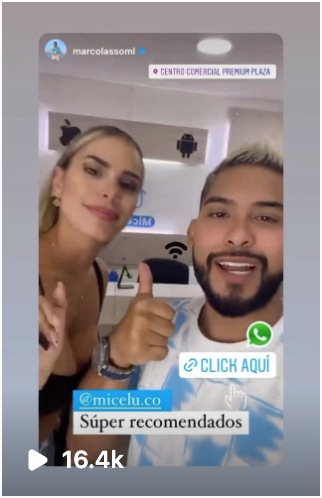 marcolassoml
CENTRO COMERCIAL PREMIUM PLAZA
CLICK AQUÍ
@micelu.co
Súper recomendados
16.4k